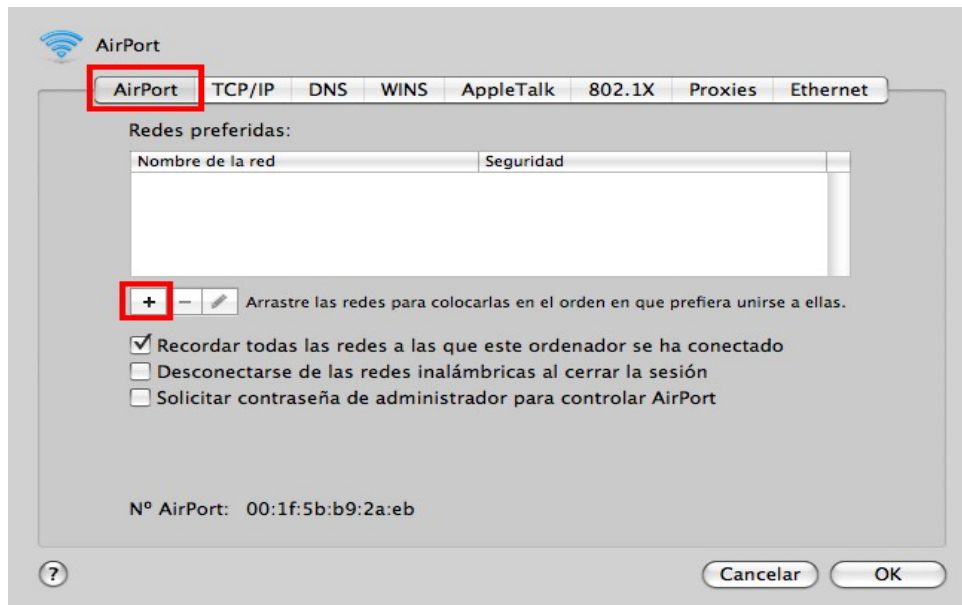 AirPort
AirPort TCP/IP DNS WINS AppleTalk 802.1X Proxies Ethernet
Redes preferidas:
Nombre de la red Seguridad
+ − Arrastre las redes para colocarlas en el orden en que prefiera unirse a ellas.
Recordar todas las redes a las que este ordenador se ha conectado
Desconectarse de las redes inalámbricas al cerrar la sesión
Solicitar contraseña de administrador para controlar AirPort
Nº AirPort: 00:1f:5b:b9:2a:eb
? Cancelar OK